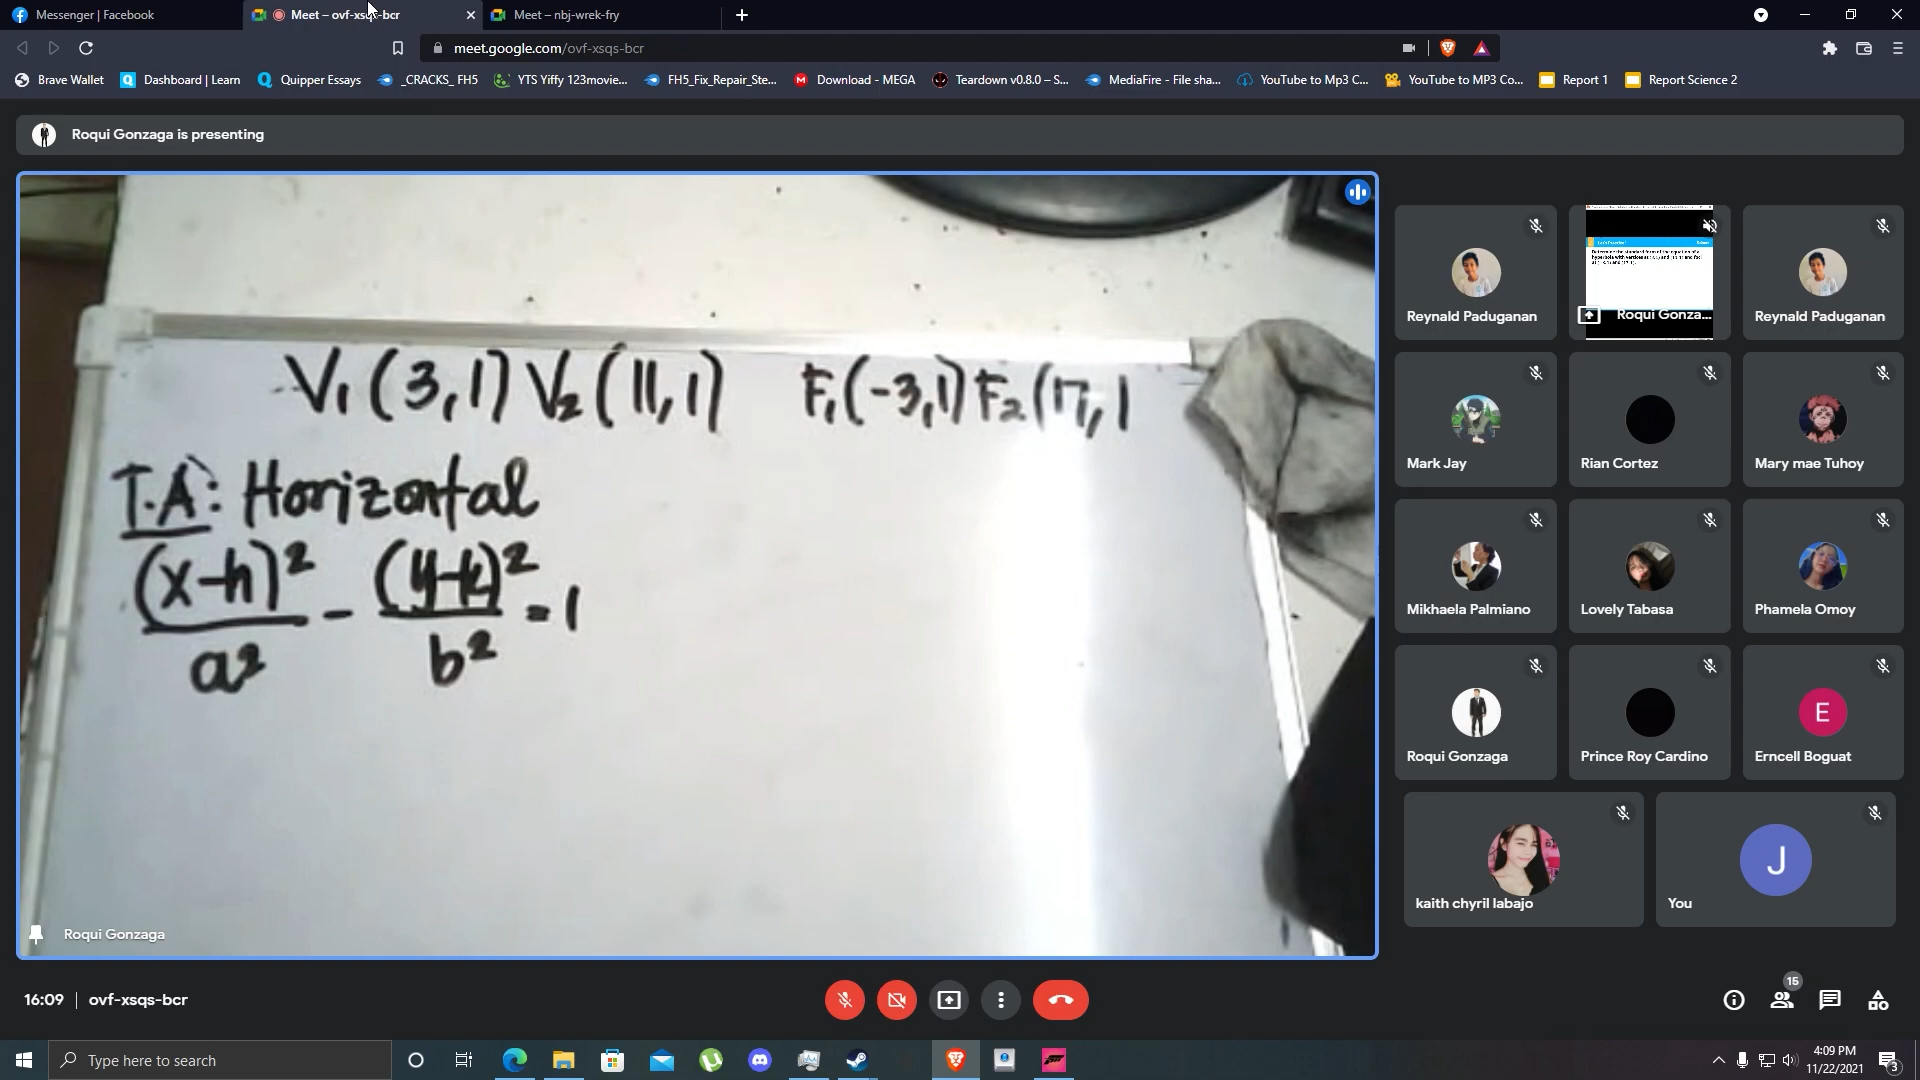 Messenger | Facebook
Meet – ovf-xsqs-bcr
Meet – nbj-wrek-fry
meet.google.com/ovf-xsqs-bcr
Brave Wallet
Dashboard | Learn
Quipper Essays
_CRACKS_ FH5
YTS Yiffy 123movie...
FH5_Fix_Repair_Ste...
Download - MEGA
Teardown v0.8.0 – S...
MediaFire - File sha...
YouTube to Mp3 C...
YouTube to MP3 Co...
Report 1
Report Science 2
Roqui Gonzaga is presenting
V₁ (3,1) V₂ (11,1) F₁(-3,1) F₂ (17,1
T.A: Horizontal
(x-h)² / a² - (y-k)² / b² = 1
Roqui Gonzaga
Reynald Paduganan
Roqui Gonza...
Reynald Paduganan
Mark Jay
Rian Cortez
Mary mae Tuhoy
Mikhaela Palmiano
Lovely Tabasa
Phamela Omoy
Roqui Gonzaga
Prince Roy Cardino
E
Erncell Boguat
kaith chyril labajo
J
You
16:09 | ovf-xsqs-bcr
15
Type here to search
4:09 PM
11/22/2021
3